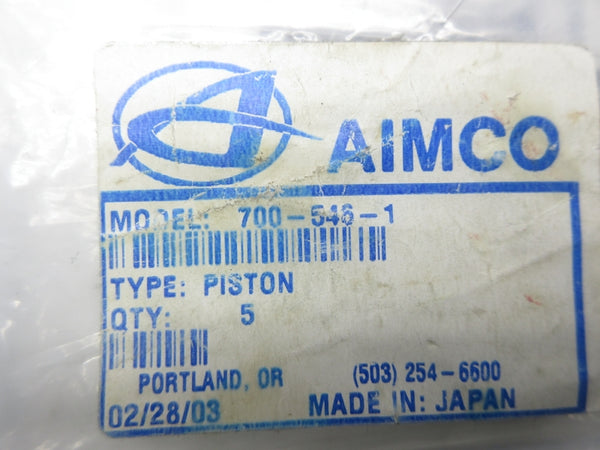 AIMCO
MODEL: 700-546-1
TYPE: PISTON
QTY: 5
PORTLAND, OR (503) 254-6600
02/28/03 MADE IN: JAPAN